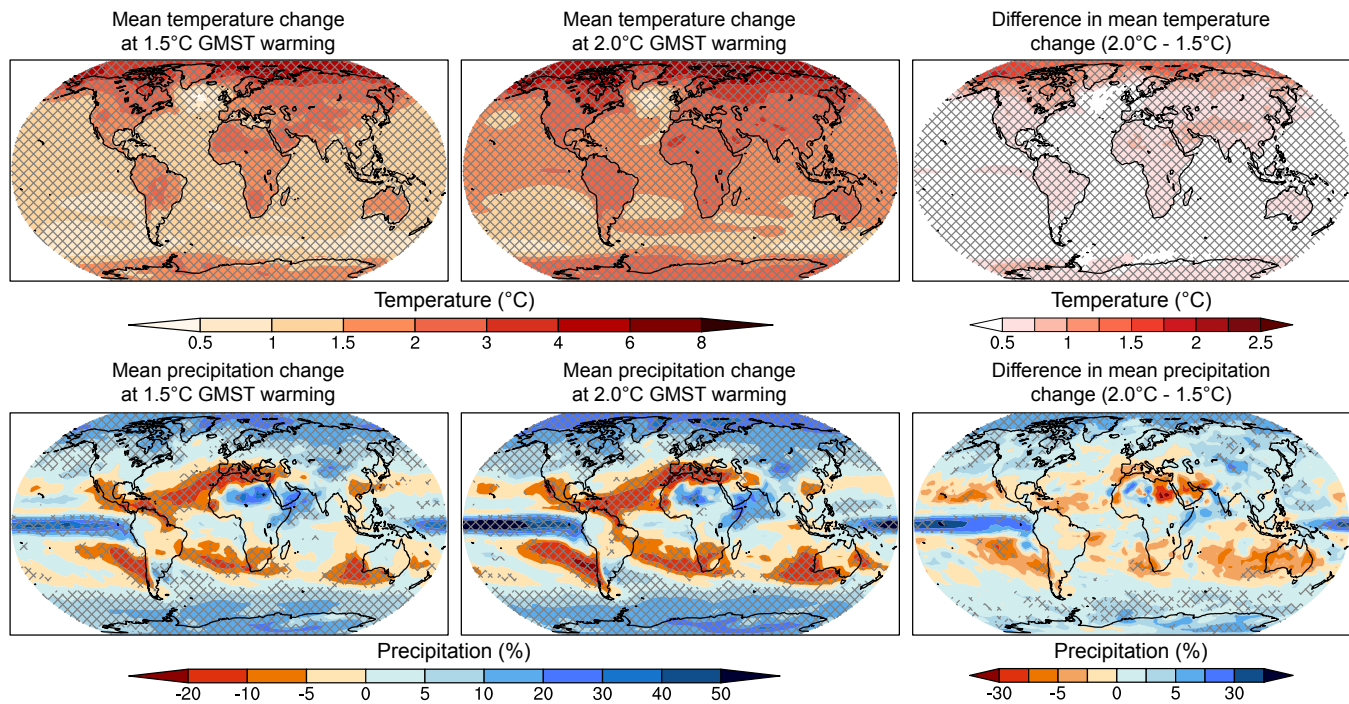 Mean temperature change
at 1.5°C GMST warming
Mean temperature change
at 2.0°C GMST warming
Difference in mean temperature
change (2.0°C - 1.5°C)
Temperature (°C)
0.5 1 1.5 2 3 4 6 8
Temperature (°C)
0.5 1 1.5 2 2.5
Mean precipitation change
at 1.5°C GMST warming
Mean precipitation change
at 2.0°C GMST warming
Difference in mean precipitation
change (2.0°C - 1.5°C)
Precipitation (%)
-20 -10 -5 0 5 10 20 30 40 50
Precipitation (%)
-30 -5 0 5 30